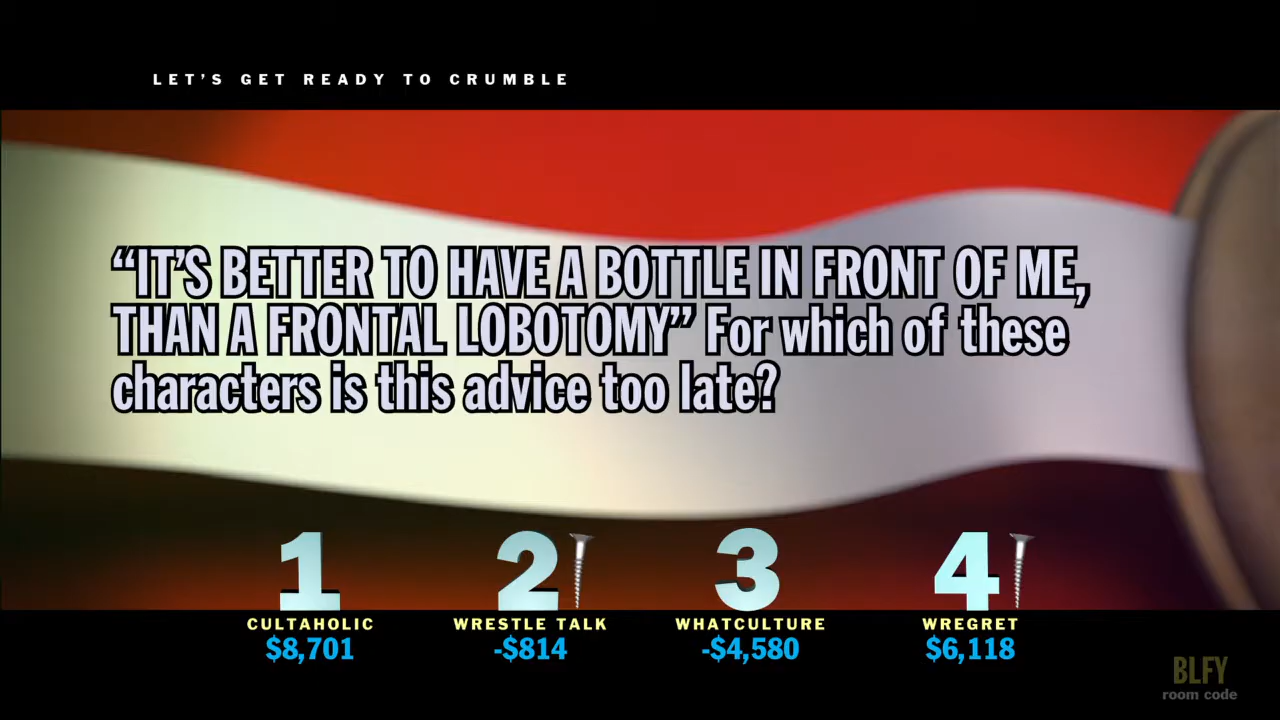 LET'S GET READY TO CRUMBLE
“IT'S BETTER TO HAVE A BOTTLE IN FRONT OF ME,
THAN A FRONTAL LOBOTOMY” For which of these
characters is this advice too late?
1 2 3 4
CULTAHOLIC WRESTLE TALK WHATCULTURE WREGRET
$8,701 -$814 -$4,580 $6,118
BLFY
room code